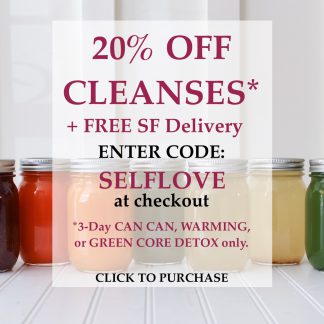 20% OFF
CLEANSES*
+ FREE SF Delivery
ENTER CODE:
SELFLOVE
at checkout
*3-Day CAN CAN, WARMING,
or GREEN CORE DETOX only.
CLICK TO PURCHASE